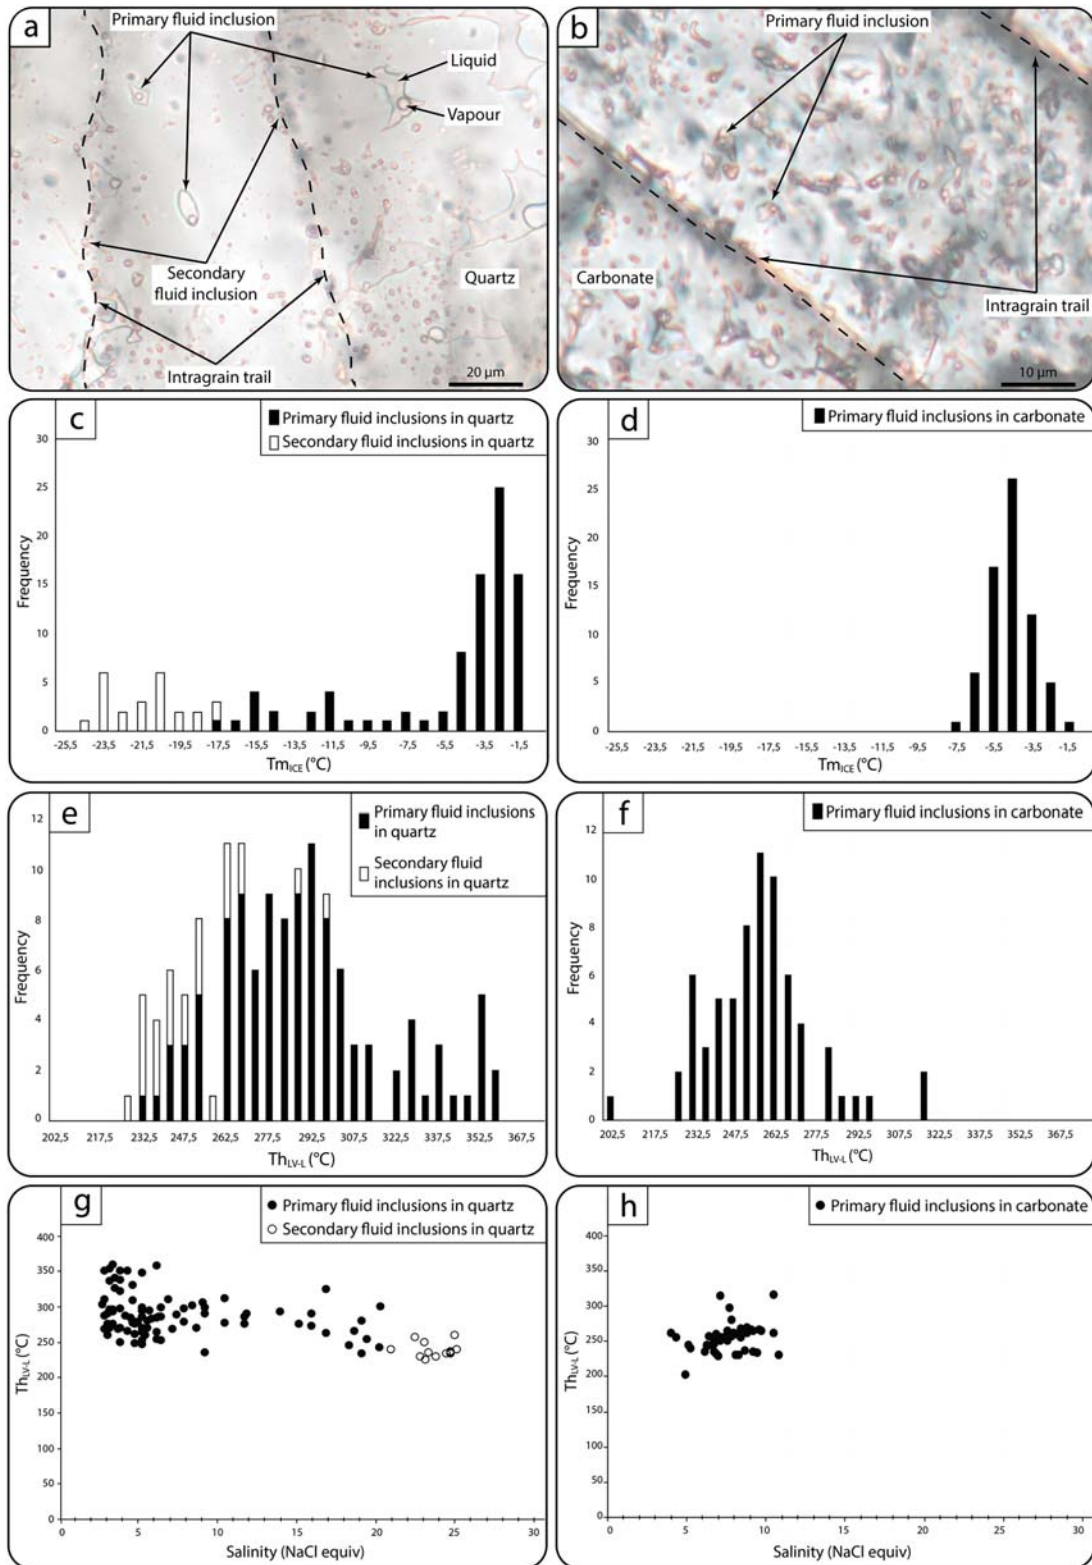 a
Primary fluid inclusion
Liquid
Vapour
Secondary
fluid inclusion
Quartz
Intragrain trail
20 µm
b
Primary fluid inclusion
Carbonate
Intragrain trail
10 µm
c
Primary fluid inclusions in quartz
Secondary fluid inclusions in quartz
30
25
20
15
10
5
0
Frequency
-25,5 -23,5 -21,5 -19,5 -17,5 -15,5 -13,5 -11,5 -9,5 -7,5 -5,5 -3,5 -1,5
TmICE (°C)
d
Primary fluid inclusions in carbonate
30
25
20
15
10
5
0
Frequency
-25,5 -23,5 -21,5 -19,5 -17,5 -15,5 -13,5 -11,5 -9,5 -7,5 -5,5 -3,5 -1,5
TmICE (°C)
e
Primary fluid inclusions
in quartz
Secondary fluid
inclusions in quartz
12
10
8
6
4
2
0
Frequency
202,5 217,5 232,5 247,5 262,5 277,5 292,5 307,5 322,5 337,5 352,5 367,5
ThLV-L (°C)
f
Primary fluid inclusions in carbonate
12
10
8
6
4
2
0
Frequency
202,5 217,5 232,5 247,5 262,5 277,5 292,5 307,5 322,5 337,5 352,5 367,5
ThLV-L (°C)
g
Primary fluid inclusions in quartz
Secondary fluid inclusions in quartz
400
350
300
250
200
150
100
50
0
ThLV-L (°C)
0 5 10 15 20 25 30
Salinity (NaCl equiv)
h
Primary fluid inclusions in carbonate
400
350
300
250
200
150
100
50
0
ThLV-L (°C)
0 5 10 15 20 25 30
Salinity (NaCl equiv)